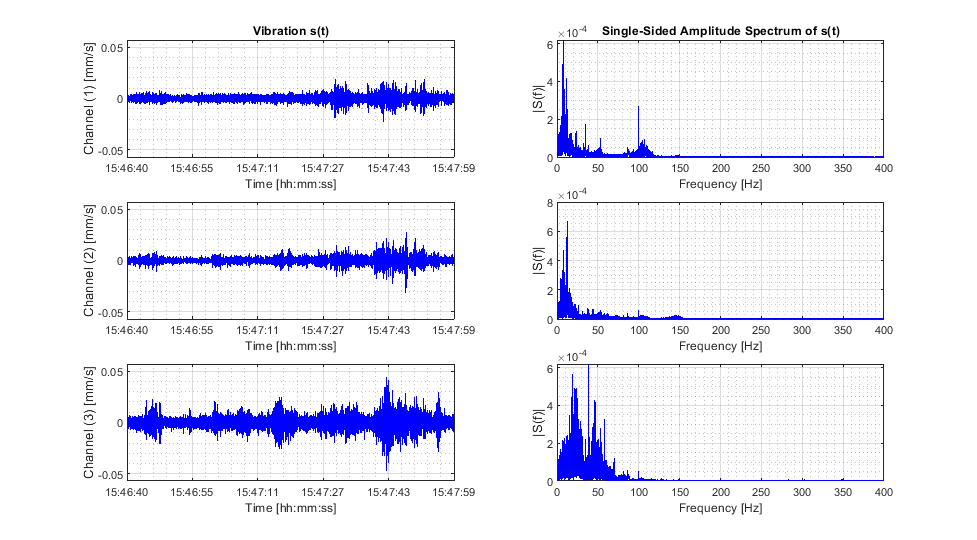 Vibration s(t)
Channel (1) [mm/s]
0.05
0
-0.05
15:46:40 15:46:55 15:47:11 15:47:27 15:47:43 15:47:59
Time [hh:mm:ss]
Single-Sided Amplitude Spectrum of s(t)
×10⁻⁴
|S(f)|
6
4
2
0
0 50 100 150 200 250 300 350 400
Frequency [Hz]
Channel (2) [mm/s]
0.05
0
-0.05
15:46:40 15:46:55 15:47:11 15:47:27 15:47:43 15:47:59
Time [hh:mm:ss]
×10⁻⁴
|S(f)|
8
6
4
2
0
0 50 100 150 200 250 300 350 400
Frequency [Hz]
Channel (3) [mm/s]
0.05
0
-0.05
15:46:40 15:46:55 15:47:11 15:47:27 15:47:43 15:47:59
Time [hh:mm:ss]
×10⁻⁴
|S(f)|
6
4
2
0
0 50 100 150 200 250 300 350 400
Frequency [Hz]